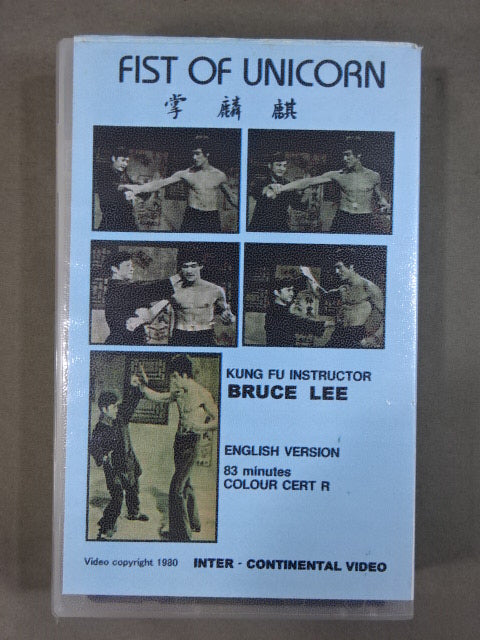 FIST OF UNICORN
掌麟麒
KUNG FU INSTRUCTOR
BRUCE LEE
ENGLISH VERSION
83 minutes
COLOUR CERT R
Video copyright 1980 INTER - CONTINENTAL VIDEO